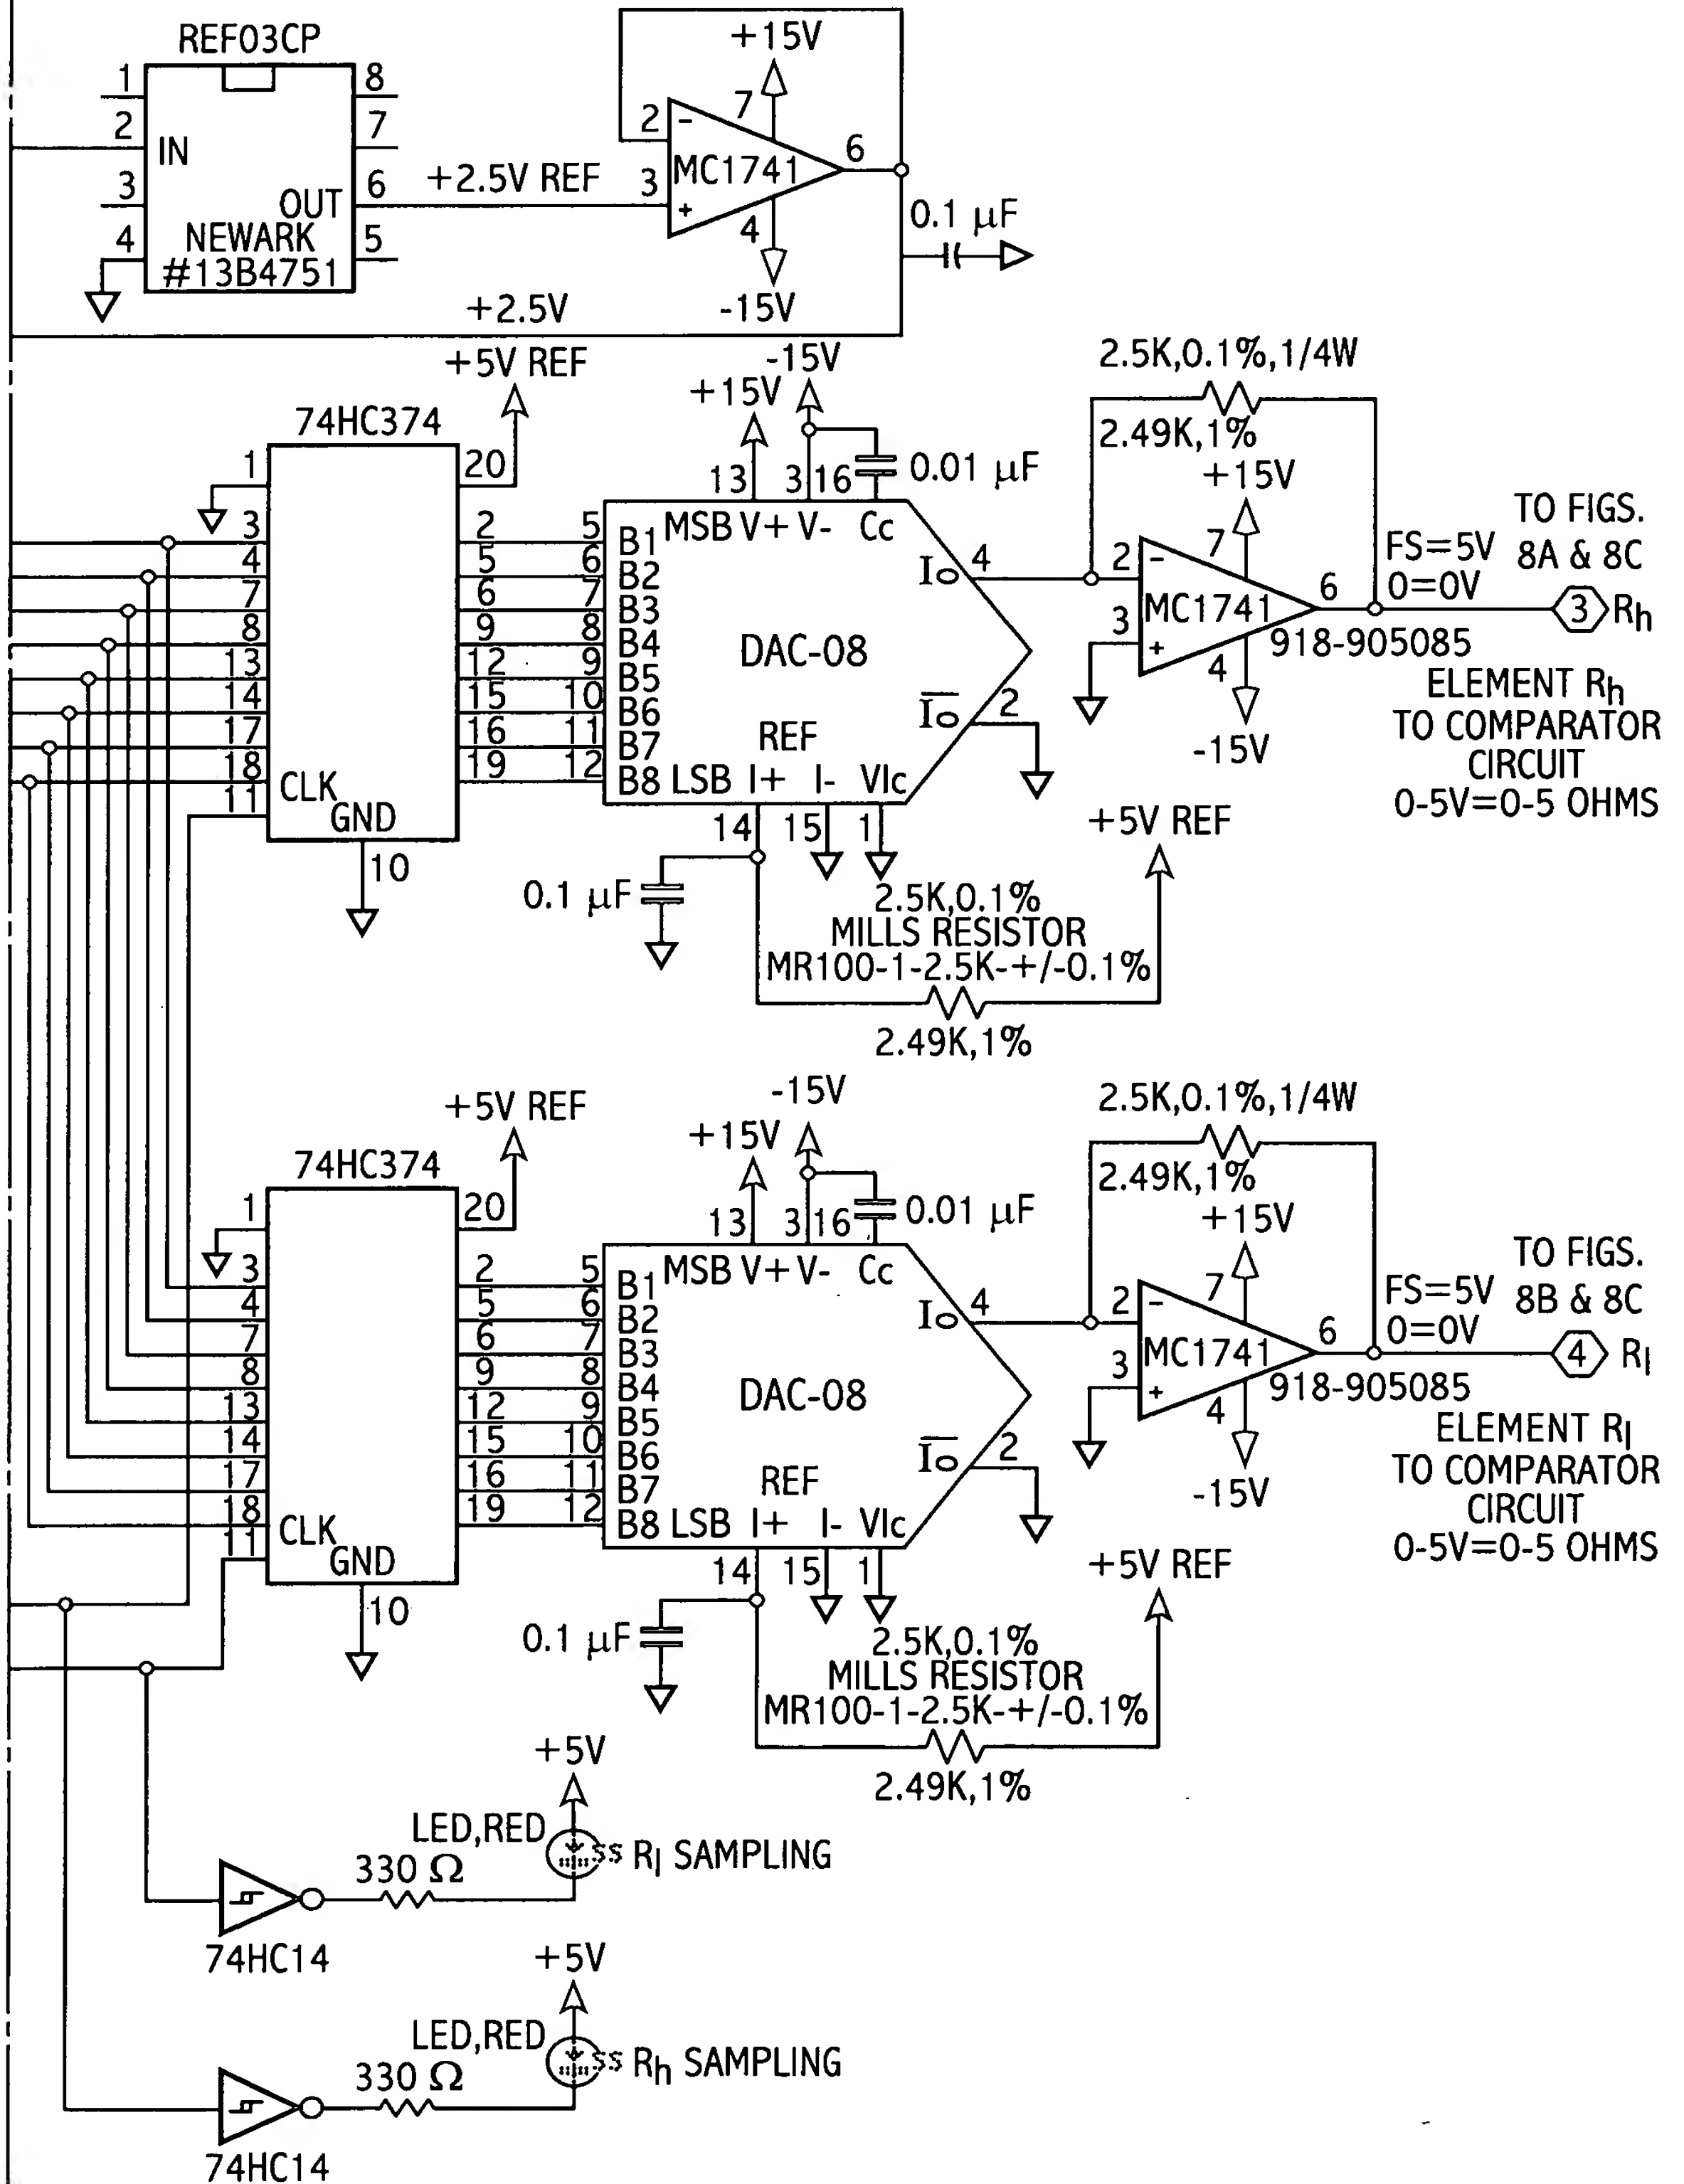 REF03CP
1
8
2
IN
7
3
OUT
6
4
NEWARK
5
#13B4751
+2.5V REF
+15V
2
-
7
MC1741
6
3
+
4
-15V
0.1 µF
+2.5V
+5V REF
74HC374
1
20
3
2
4
5
7
6
8
9
13
12
14
15
17
16
18
19
11
CLK
GND
10
-15V
+15V
13
3
16
0.01 µF
MSB V+ V- Cc
5
B1
6
B2
7
B3
8
B4
9
B5
10
B6
11
B7
12
B8 LSB I+ I- VIc
DAC-08
REF
Io
4
Io
2
14
15
1
0.1 µF
2.5K,0.1%
MILLS RESISTOR
MR100-1-2.5K-+/-0.1%
2.49K,1%
+5V REF
2.5K,0.1%,1/4W
2.49K,1%
+15V
2
-
7
MC1741
6
3
+
4
-15V
918-905085
FS=5V
0=0V
TO FIGS.
8A & 8C
3
Rh
ELEMENT Rh
TO COMPARATOR
CIRCUIT
0-5V=0-5 OHMS
+5V REF
74HC374
1
20
3
2
4
5
7
6
8
9
13
12
14
15
17
16
18
19
11
CLK
GND
10
-15V
+15V
13
3
16
0.01 µF
MSB V+ V- Cc
5
B1
6
B2
7
B3
8
B4
9
B5
10
B6
11
B7
12
B8 LSB I+ I- VIc
DAC-08
REF
Io
4
Io
2
14
15
1
0.1 µF
2.5K,0.1%
MILLS RESISTOR
MR100-1-2.5K-+/-0.1%
2.49K,1%
+5V REF
2.5K,0.1%,1/4W
2.49K,1%
+15V
2
-
7
MC1741
6
3
+
4
-15V
918-905085
FS=5V
0=0V
TO FIGS.
8B & 8C
4
Rl
ELEMENT Rl
TO COMPARATOR
CIRCUIT
0-5V=0-5 OHMS
+5V
LED,RED
330 Ω
Rl SAMPLING
74HC14
+5V
LED,RED
330 Ω
Rh SAMPLING
74HC14